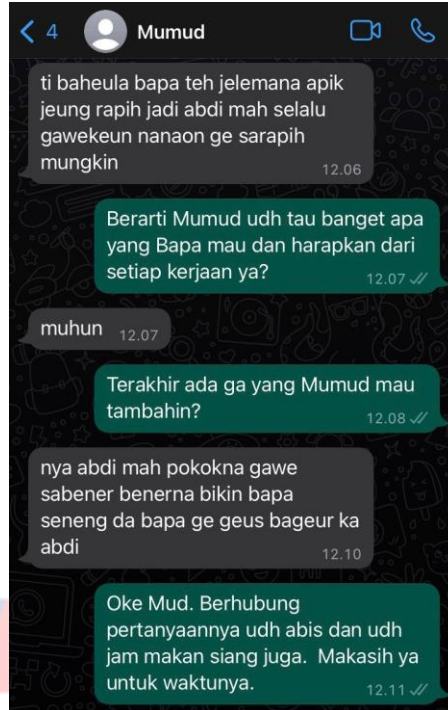 4 Mumud
ti baheula bapa teh jelemana apik
jeung rapih jadi abdi mah selalu
gawekeun nanaon ge sarapih
mungkin 12.06
Berarti Mumud udh tau banget apa
yang Bapa mau dan harapkan dari
setiap kerjaan ya? 12.07
muhun 12.07
Terakhir ada ga yang Mumud mau
tambahin? 12.08
nya abdi mah pokokna gawe
sabener benerna bikin bapa
seneng da bapa ge geus bageur ka
abdi 12.10
Oke Mud. Berhubung
pertanyaannya udh abis dan udh
jam makan siang juga.  Makasih ya
untuk waktunya. 12.11